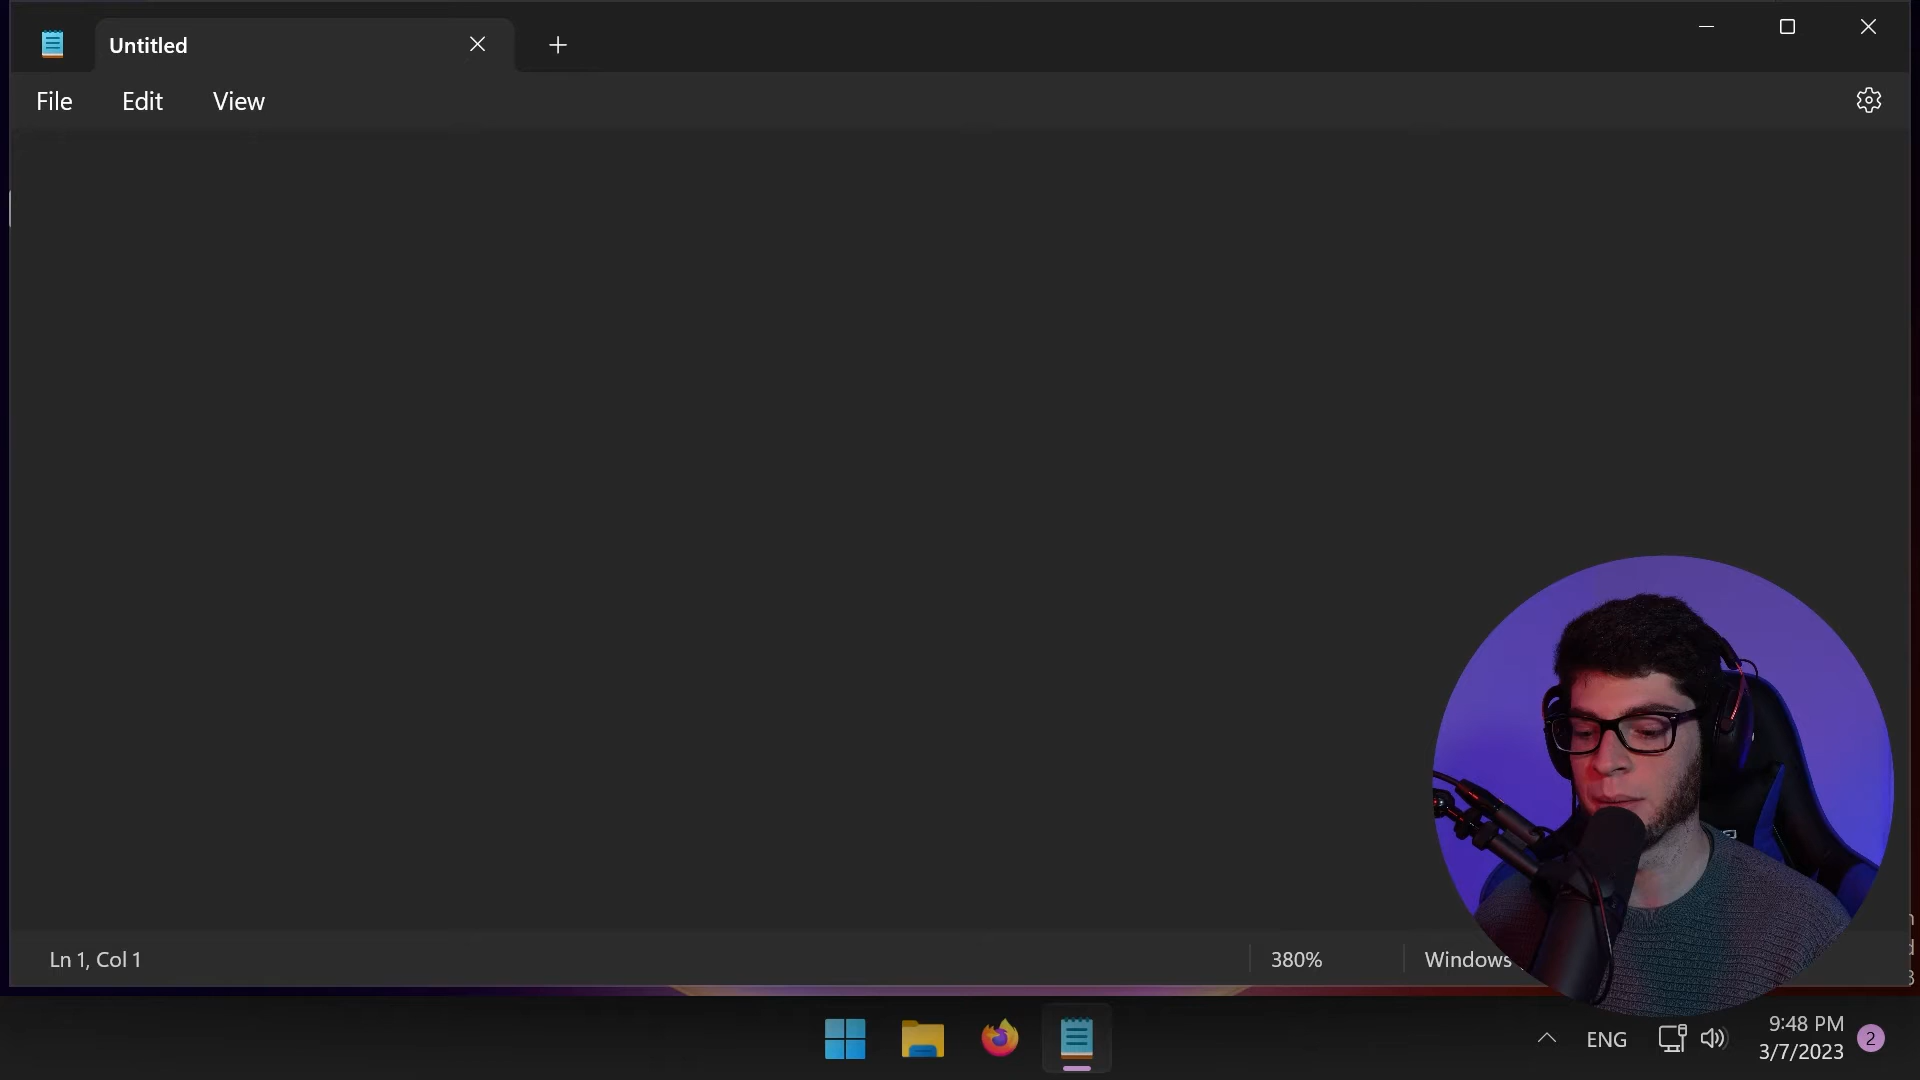 Untitled
File Edit View
Ln 1, Col 1 380% Windows
ENG 9:48 PM 2
3/7/2023